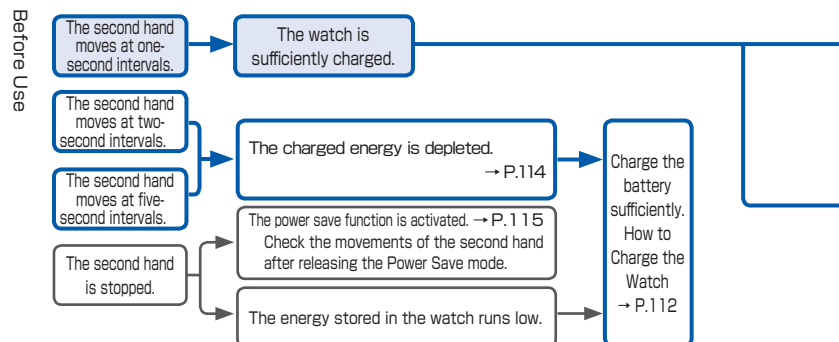 Before Use
The second hand
moves at one-
second intervals.
The watch is
sufficiently charged.
The second hand
moves at two-
second intervals.
The second hand
moves at five-
second intervals.
The charged energy is depleted.
→ P.114
The second hand
is stopped.
The power save function is activated. → P.115
Check the movements of the second hand
after releasing the Power Save mode.
The energy stored in the watch runs low.
Charge the
battery
sufficiently.
How to
Charge the
Watch
→ P.112